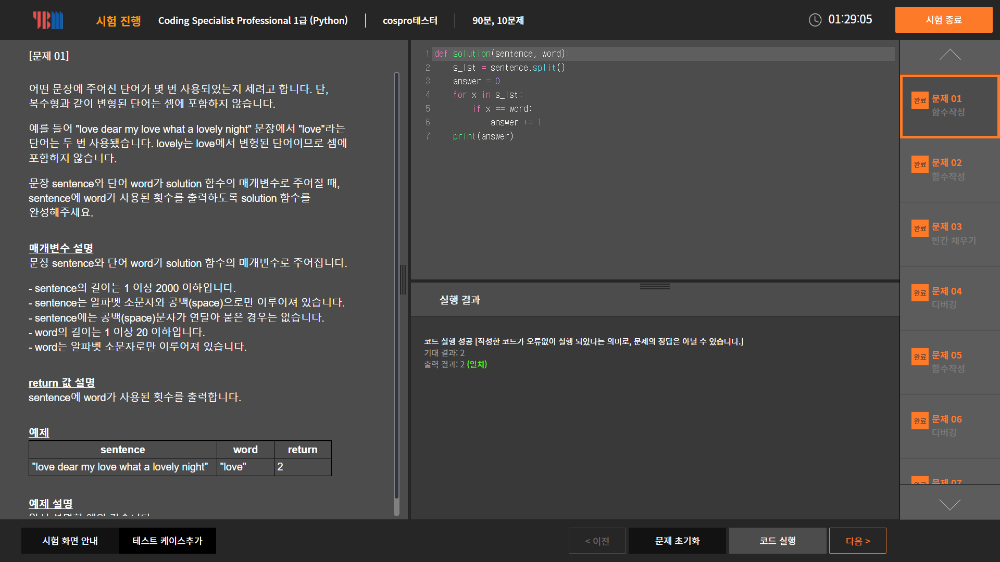 YBM
시험 진행
Coding Specialist Professional 1급 (Python)
cospro테스터
90분, 10문제
01:29:05
시험 종료
[문제 01]
어떤 문장에 주어진 단어가 몇 번 사용되었는지 세려고 합니다. 단,
복수형과 같이 변형된 단어는 셈에 포함하지 않습니다.
예를 들어 "love dear my love what a lovely night" 문장에서 "love"라는
단어는 두 번 사용됐습니다. lovely는 love에서 변형된 단어이므로 셈에
포함하지 않습니다.
문장 sentence와 단어 word가 solution 함수의 매개변수로 주어질 때,
sentence에 word가 사용된 횟수를 출력하도록 solution 함수를
완성해주세요.
매개변수 설명
문장 sentence와 단어 word가 solution 함수의 매개변수로 주어집니다.
- sentence의 길이는 1 이상 2000 이하입니다.
- sentence는 알파벳 소문자와 공백(space)으로만 이루어져 있습니다.
- sentence에는 공백(space)문자가 연달아 붙은 경우는 없습니다.
- word의 길이는 1 이상 20 이하입니다.
- word는 알파벳 소문자로만 이루어져 있습니다.
return 값 설명
sentence에 word가 사용된 횟수를 출력합니다.
예제
sentence word return
"love dear my love what a lovely night" "love" 2
예제 설명
1 def solution(sentence, word):
2 s_lst = sentence.split()
3 answer = 0
4 for x in s_lst:
5 if x == word:
6 answer += 1
7 print(answer)
실행 결과
코드 실행 성공 [작성한 코드가 오류없이 실행 되었다는 의미로, 문제의 정답은 아닐 수 있습니다.]
기대 결과: 2
출력 결과: 2 (일치)
완료 문제 01
함수작성
완료 문제 02
함수작성
완료 문제 03
빈칸 채우기
완료 문제 04
디버깅
완료 문제 05
함수작성
완료 문제 06
디버깅
완료 문제 07
시험 화면 안내
테스트 케이스추가
< 이전
문제 초기화
코드 실행
다음 >